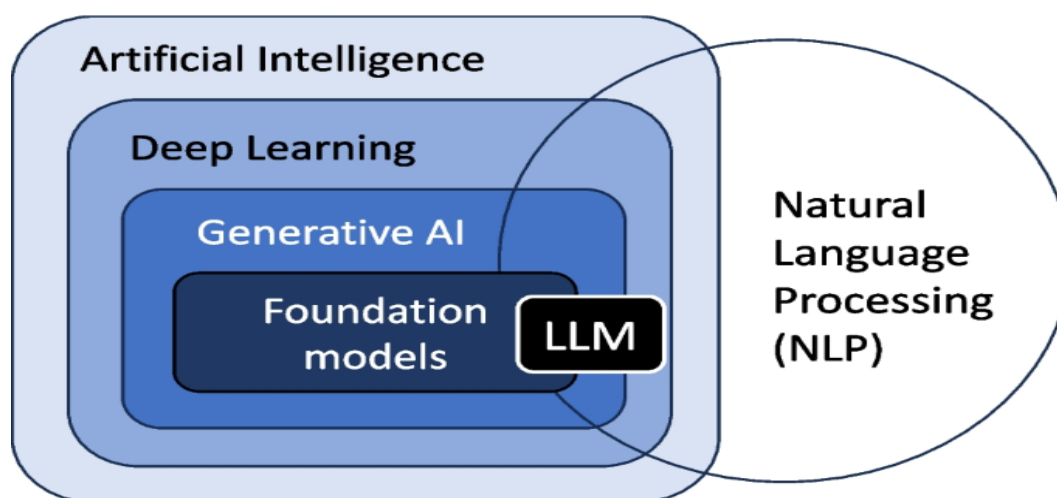 Artificial Intelligence
Deep Learning
Generative AI
Foundation
models
LLM
Natural
Language
Processing
(NLP)